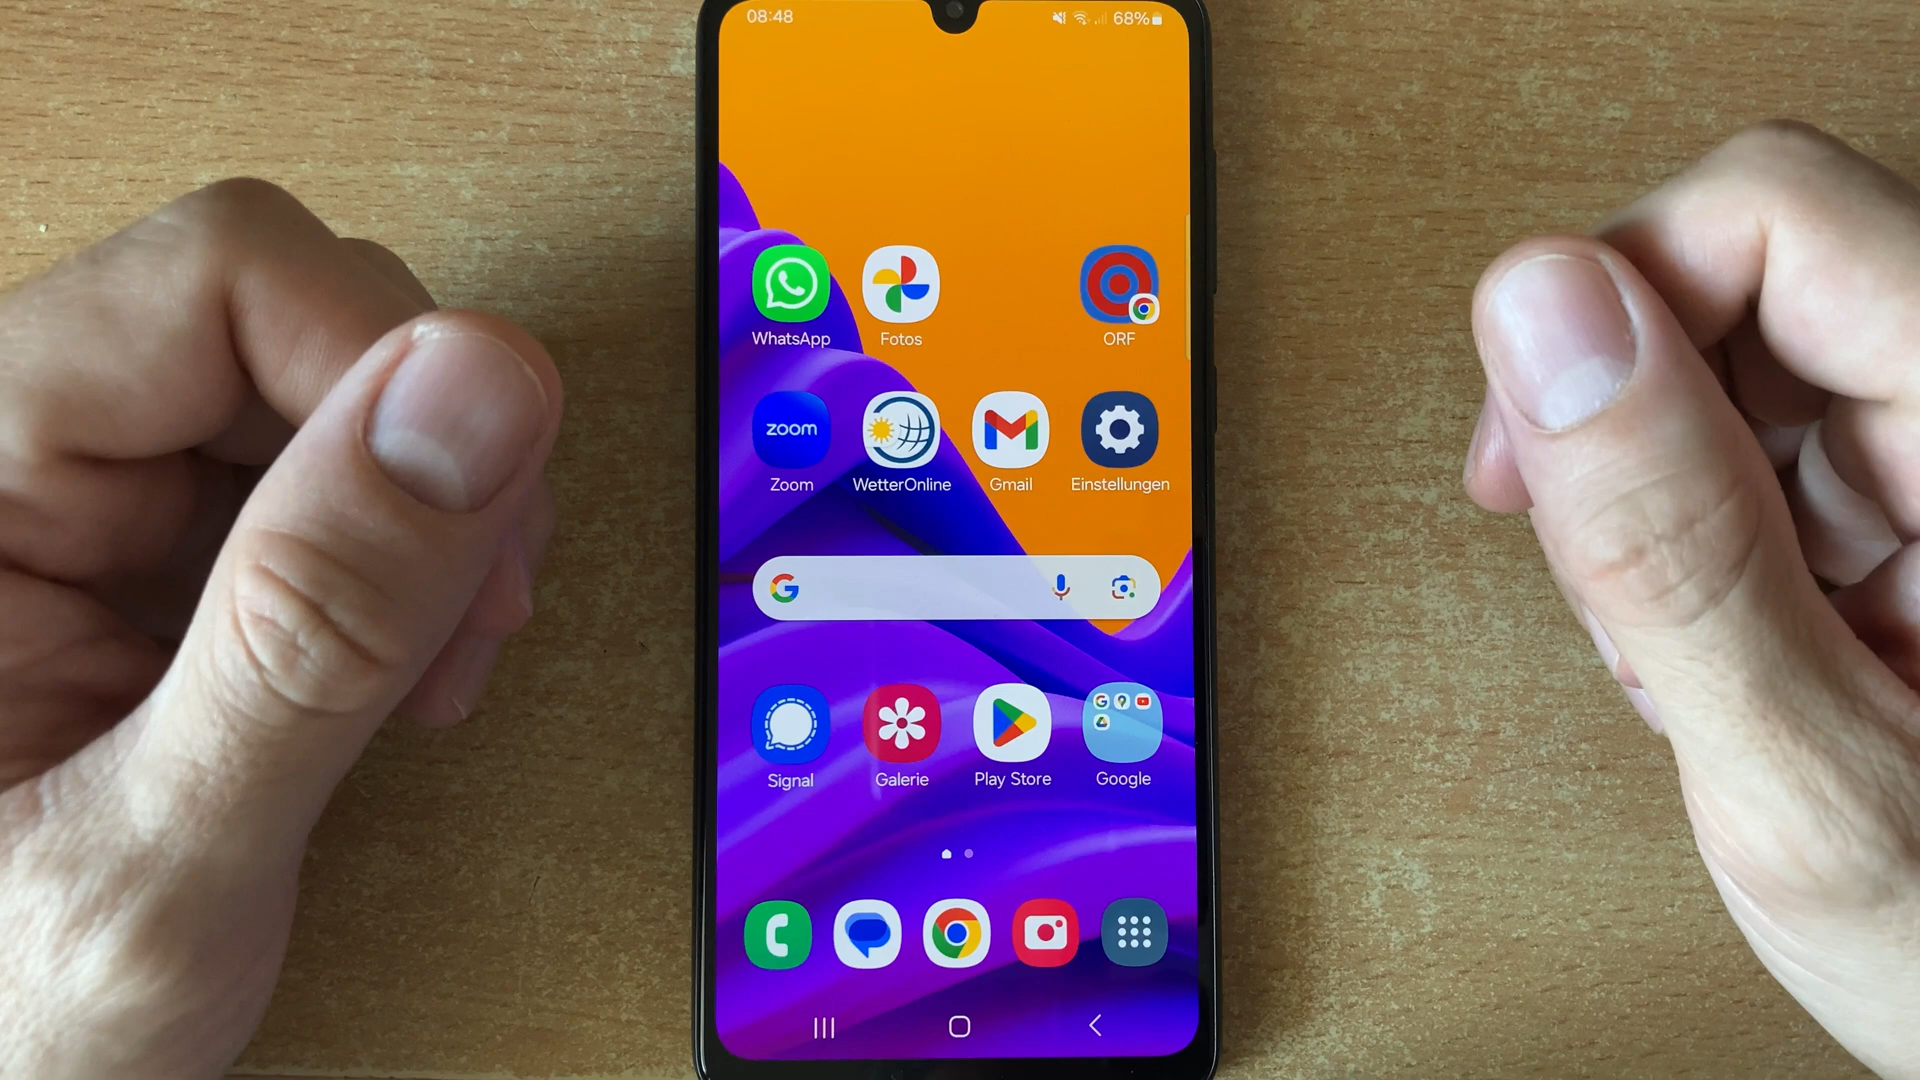 08:48 68%
WhatsApp Fotos ORF
zoom
Zoom WetterOnline Gmail Einstellungen
Signal Galerie Play Store Google